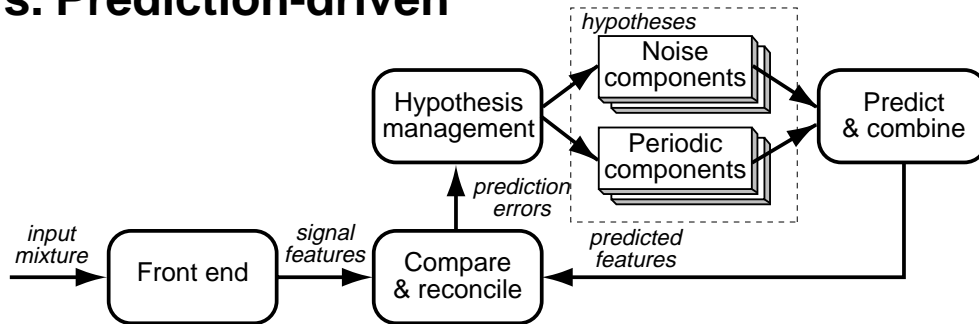 s. Prediction-driven
hypotheses
Noise
components
Hypothesis
management
Periodic
components
Predict
& combine
prediction
errors
input
mixture
Front end
signal
features
Compare
& reconcile
predicted
features